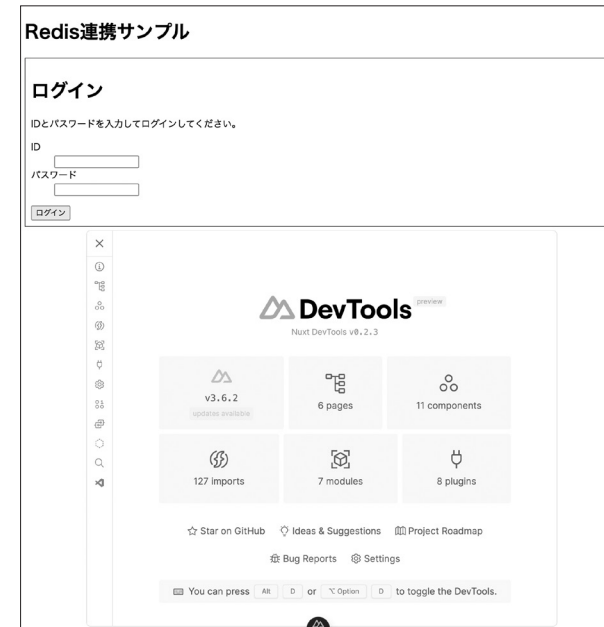 Redis連携サンプル
ログイン
IDとパスワードを入力してログインしてください。
ID
パスワード
ログイン
DevTools preview
Nuxt DevTools v0.2.3
v3.6.2
updates available
6 pages
11 components
127 imports
7 modules
8 plugins
Star on GitHub Ideas & Suggestions Project Roadmap
Bug Reports Settings
You can press Alt D or ⌥ Option D to toggle the DevTools.